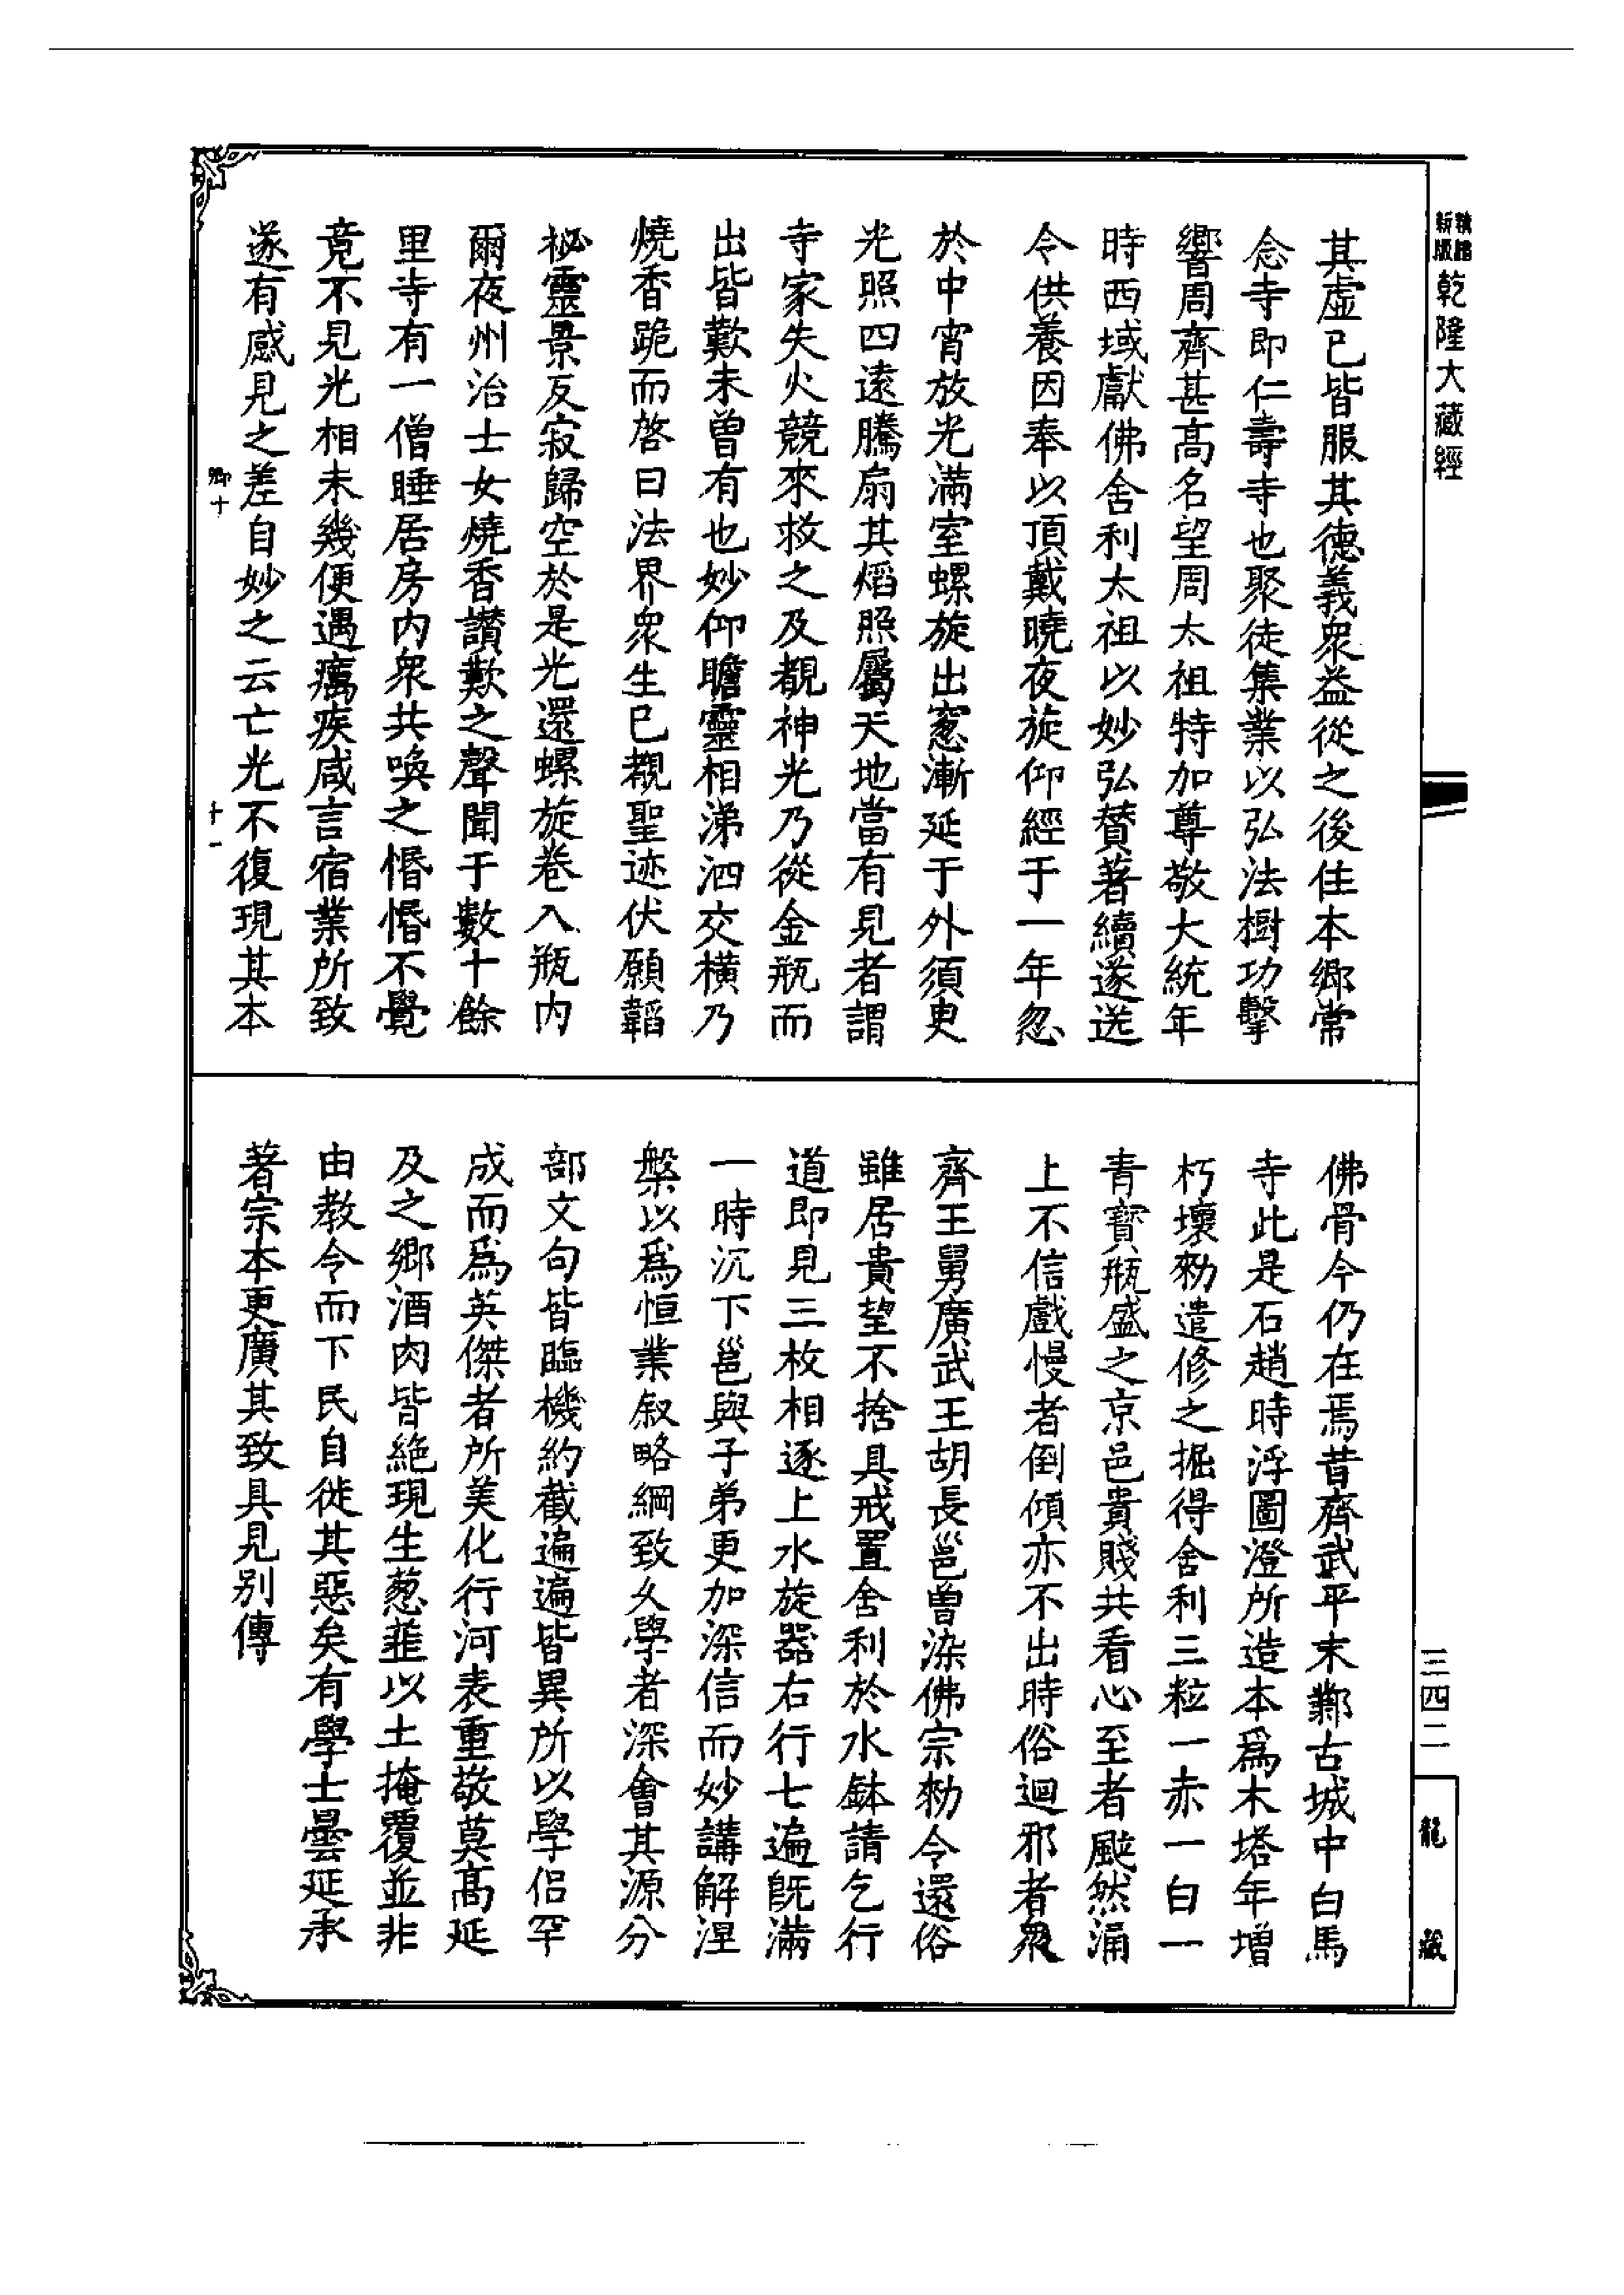 精縮
新版
乾隆大藏經
其虛已皆服其德義衆益從之後住本鄉常
念寺即仁壽寺也聚徒集業以弘法樹功擊
響周齊甚高名望周太祖特加尊敬大統年
時西域獻佛舍利太祖以妙弘贊著續遂送
令供養因奉以頂戴曉夜旋仰經于一年忽
於中宵放光滿室螺旋出窻漸延于外須臾
光照四遠騰扇其熖照屬天地當有見者謂
寺家失火競來救之及覩神光乃從金瓶而
出皆歎未曾有也妙仰瞻靈相涕泗交橫乃
燒香跪而啓曰法界衆生已覩聖迹伏願韜
祕靈景反寂歸空於是光還螺旋卷入瓶内
爾夜州治士女燒香讚歎之聲聞于數十餘
里寺有一僧睡居房内衆共喚之惛惛不覺
竟不見光相未幾便遇癘疾咸言宿業所致
遂有感見之差自妙之云亡光不復現其本
卿十
十一
佛骨今仍在焉昔齊武平末鄴古城中白馬
寺此是石趙時浮圖澄所造本爲木塔年增
朽壞勑遣修之掘得舍利三粒一赤一白一
青寶瓶盛之京邑貴賤共看心至者颭然涌
上不信戲慢者倒傾亦不出時俗迴邪者衆
齊王舅廣武王胡長邕曾染佛宗勑令還俗
雖居貴望不捨具戒置舍利於水鉢請乞行
道即見三枚相逐上水旋器右行七遍旣滿
一時沉下邕與子弟更加深信而妙講解涅
槃以爲恒業叙略綱致久學者深會其源分
部文句皆臨機約截遍遍皆異所以學侶罕
成而爲英傑者所美化行河表重敬莫高延
及之鄉酒肉皆絶現生葱韮以土掩覆並非
由教令而下民自徙其惡矣有學士曇延承
著宗本更廣其致具見别傳
三四二
龍藏